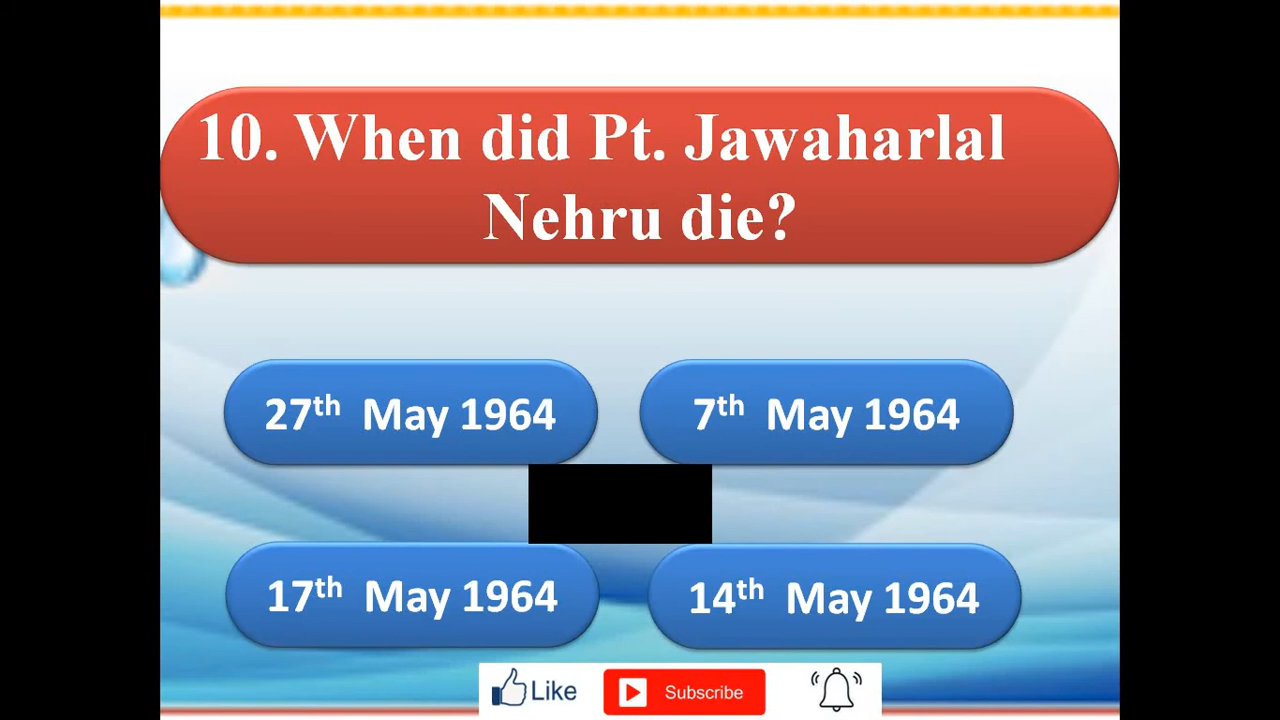 10. When did Pt. Jawaharlal
Nehru die?
27th May 1964
7th May 1964
17th May 1964
14th May 1964
Like
Subscribe